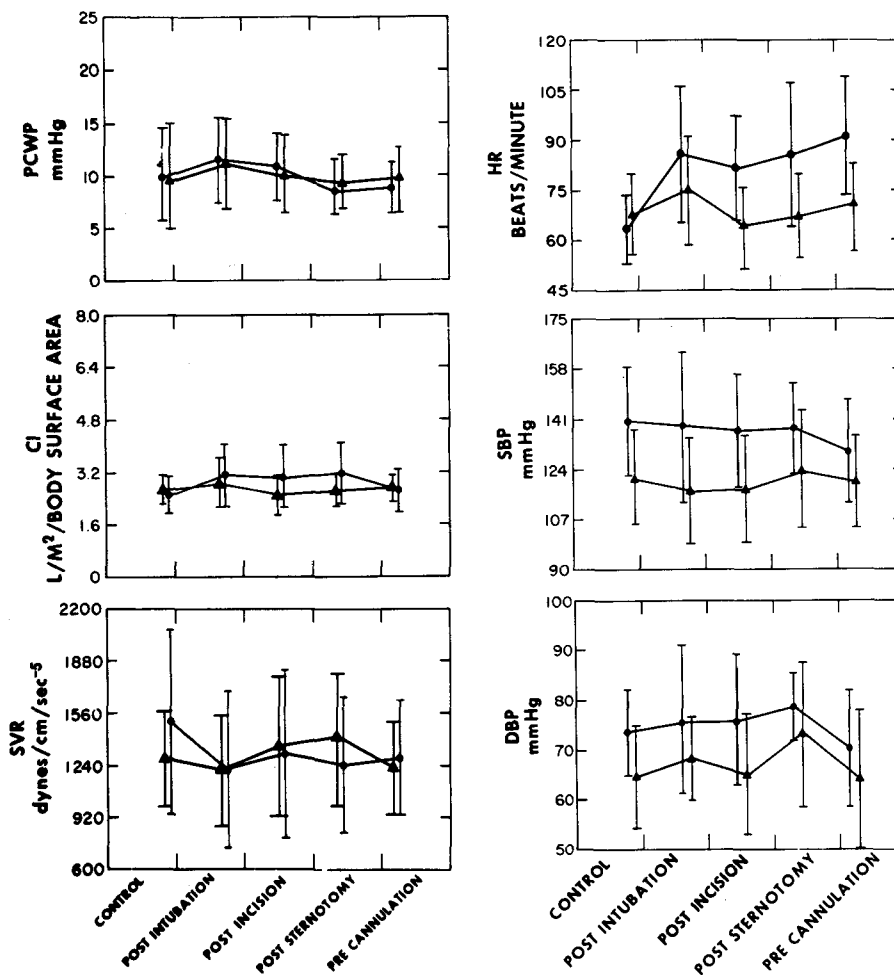 PCWP
mmHg
25
20
15
10
5
0
CI
L/M²/BODY SURFACE AREA
8.0
6.4
4.8
3.2
1.6
0
SVR
dynes/cm/sec⁻⁵
2200
1880
1560
1240
920
600
CONTROL
POST INTUBATION
POST INCISION
POST STERNOTOMY
PRE CANNULATION
HR
BEATS/MINUTE
120
105
90
75
60
45
SBP
mmHg
175
158
141
124
107
90
DBP
mmHg
100
90
80
70
60
50
CONTROL
POST INTUBATION
POST INCISION
POST STERNOTOMY
PRE CANNULATION